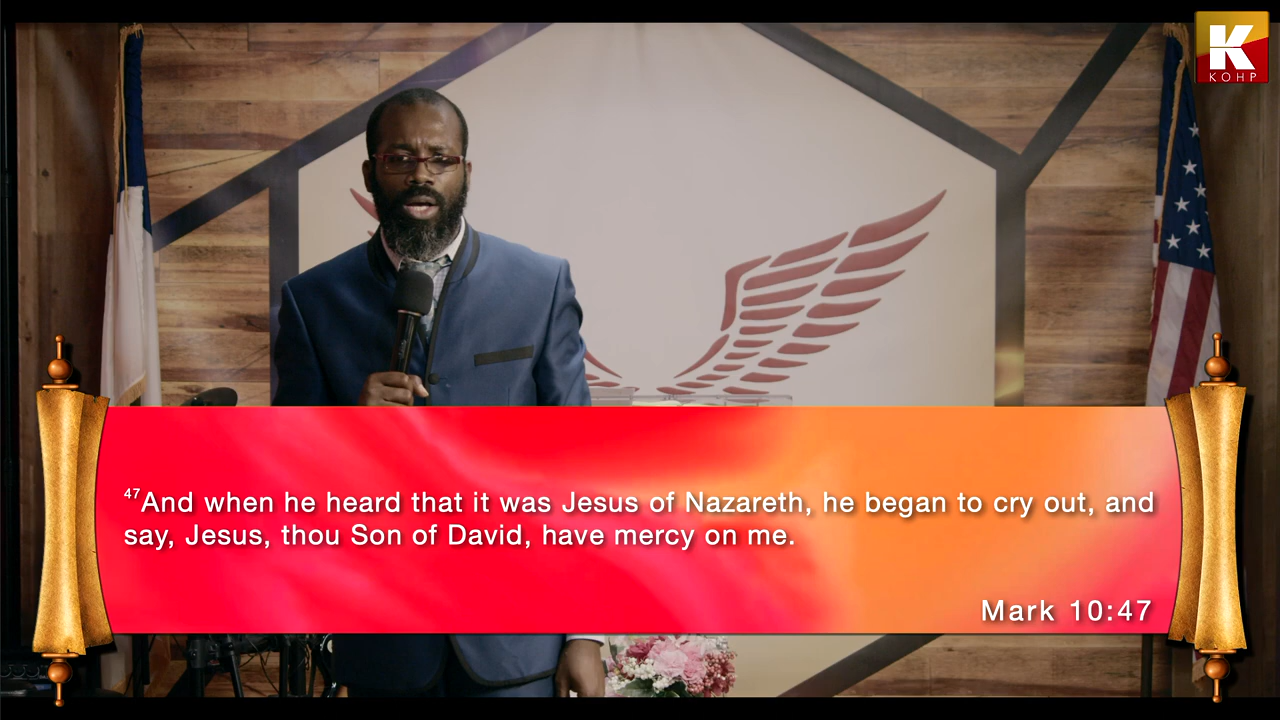 K
KOHP
47And when he heard that it was Jesus of Nazareth, he began to cry out, and
say, Jesus, thou Son of David, have mercy on me.
Mark 10:47